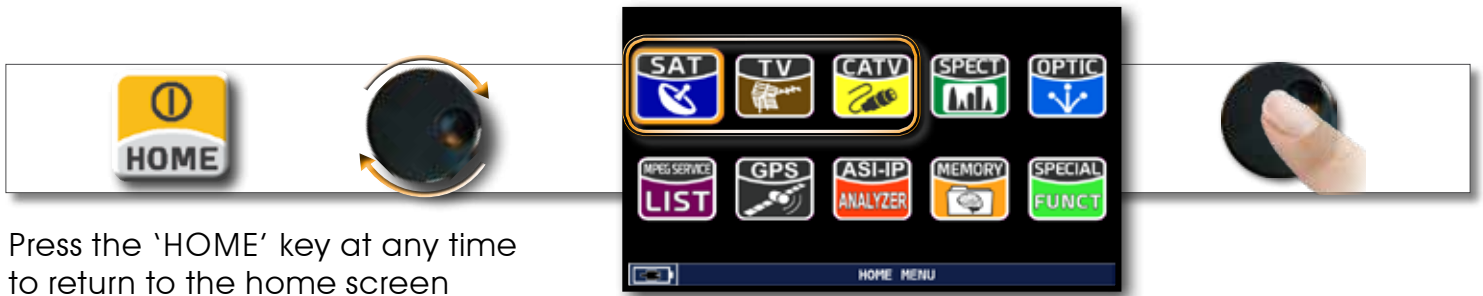 HOME
SAT
TV
CATV
SPECT
OPTIC
MPEG SERVICE
LIST
GPS
ASI-IP
ANALYZER
MEMORY
SPECIAL
FUNCT
HOME MENU
Press the ‘HOME’ key at any time
to return to the home screen